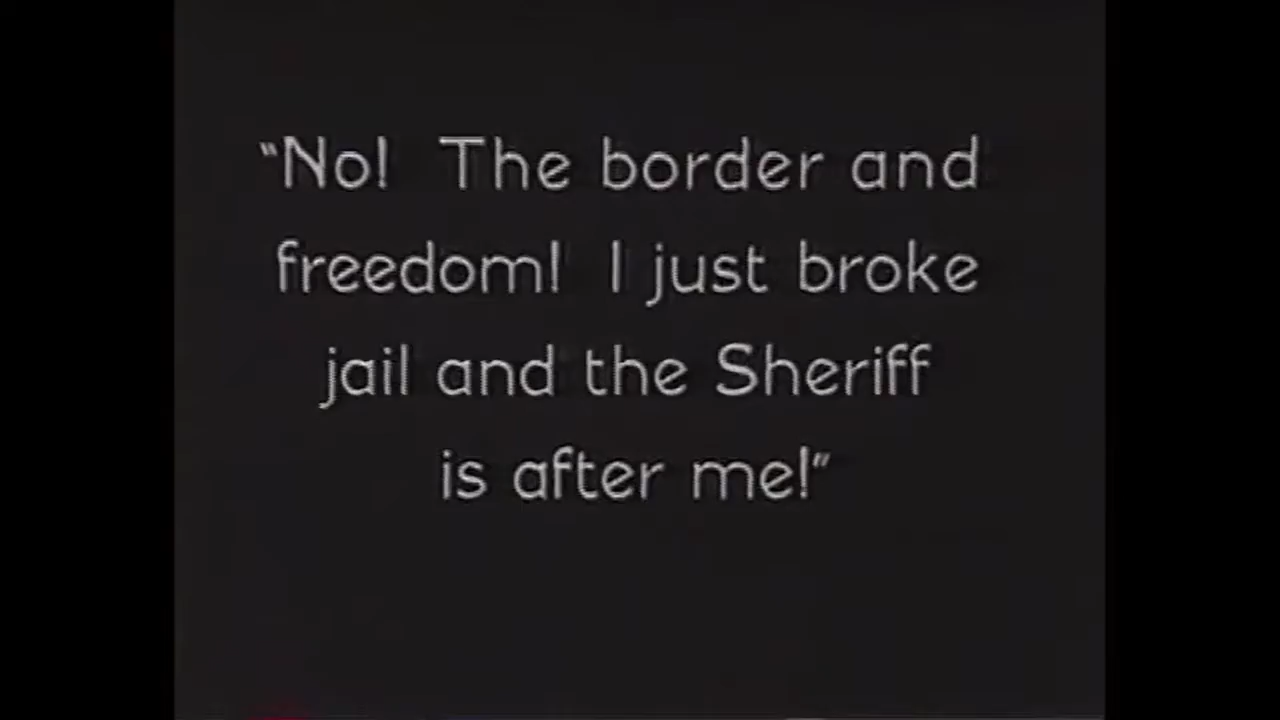 “No! The border and
freedom! I just broke
jail and the Sheriff
is after me!”